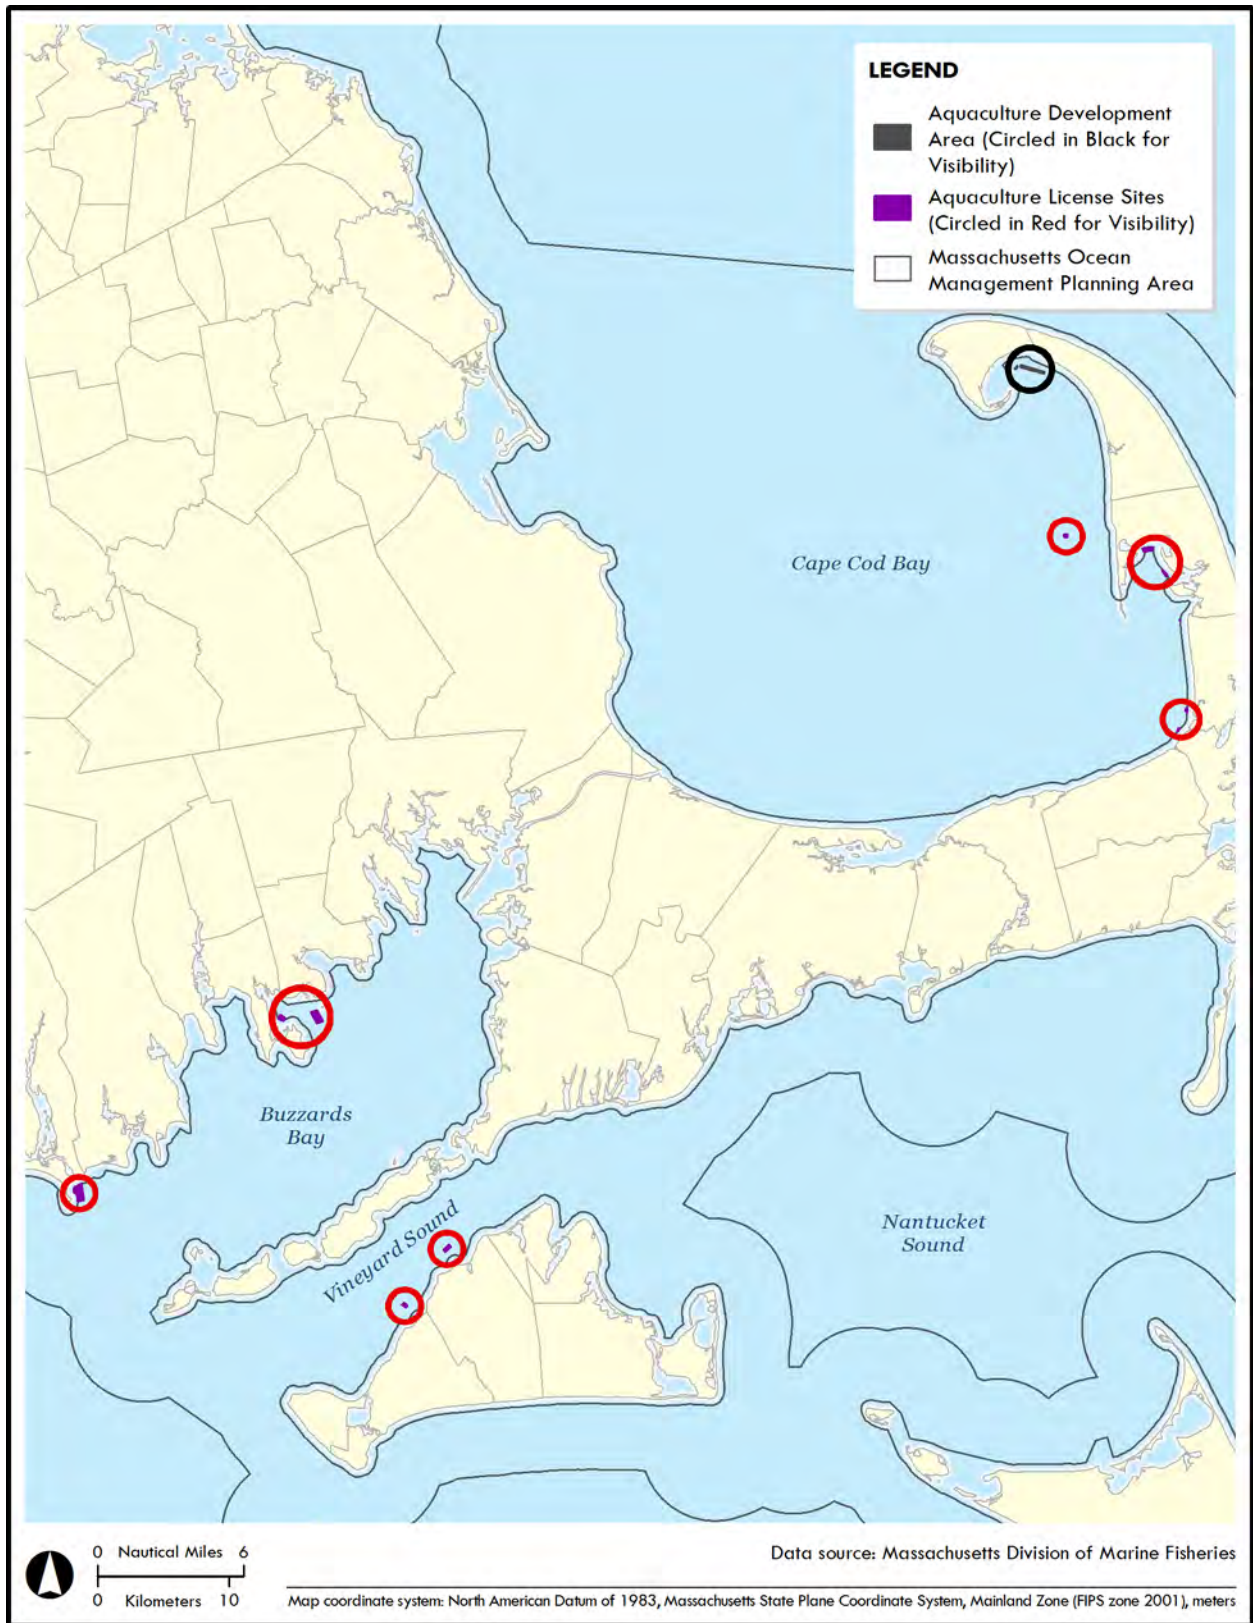 LEGEND
Aquaculture Development
Area (Circled in Black for
Visibility)
Aquaculture License Sites
(Circled in Red for Visibility)
Massachusetts Ocean
Management Planning Area
Cape Cod Bay
Buzzards
Bay
Vineyard Sound
Nantucket
Sound
0 Nautical Miles 6
0 Kilometers 10
Data source: Massachusetts Division of Marine Fisheries
Map coordinate system: North American Datum of 1983, Massachusetts State Plane Coordinate System, Mainland Zone (FIPS zone 2001), meters